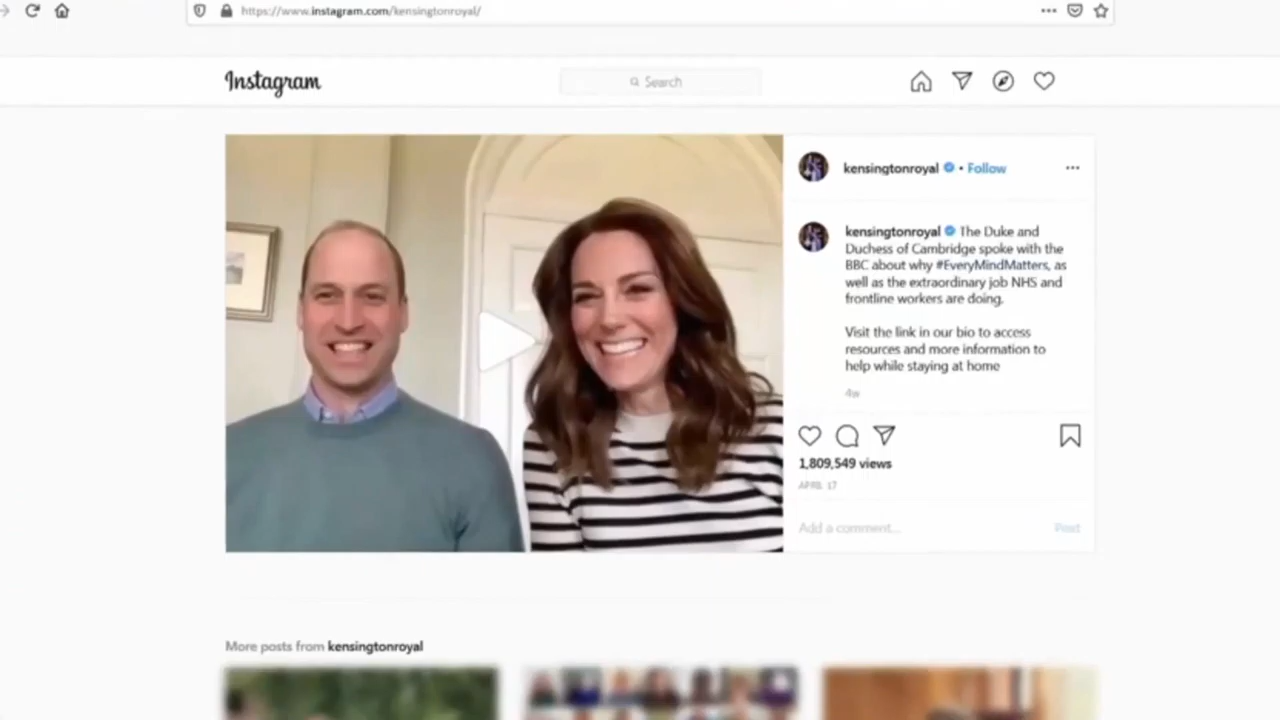 https://www.instagram.com/kensingtonroyal/
Instagram
Search
kensingtonroyal • Follow
kensingtonroyal The Duke and
Duchess of Cambridge spoke with the
BBC about why #EveryMindMatters, as
well as the extraordinary job NHS and
frontline workers are doing.
Visit the link in our bio to access
resources and more information to
help while staying at home
4w
1,809,549 views
APRIL 17
Add a comment... Post
More posts from kensingtonroyal